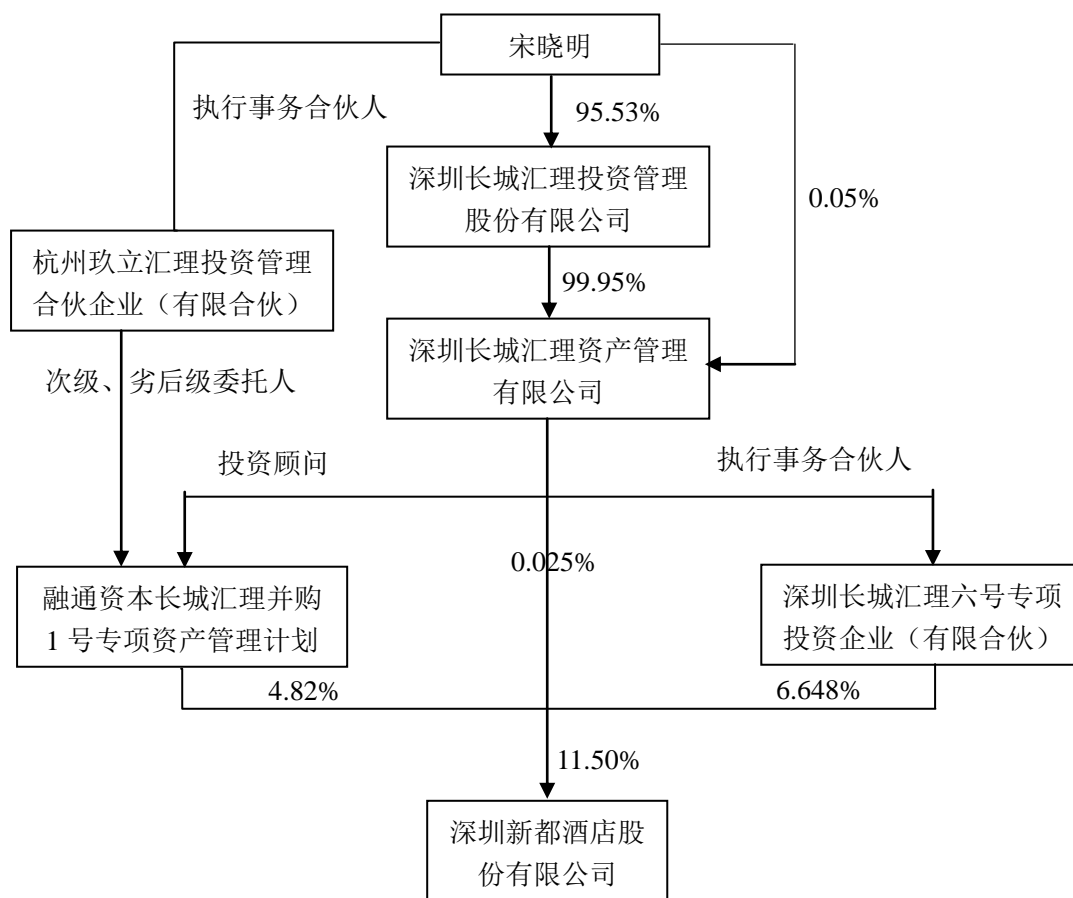 宋晓明
执行事务合伙人
95.53%
深圳长城汇理投资管理
股份有限公司
0.05%
杭州玖立汇理投资管理
合伙企业（有限合伙）
99.95%
深圳长城汇理资产管理
有限公司
次级、劣后级委托人
投资顾问
执行事务合伙人
0.025%
融通资本长城汇理并购
1 号专项资产管理计划
深圳长城汇理六号专项
投资企业（有限合伙）
4.82%
6.648%
11.50%
深圳新都酒店股
份有限公司